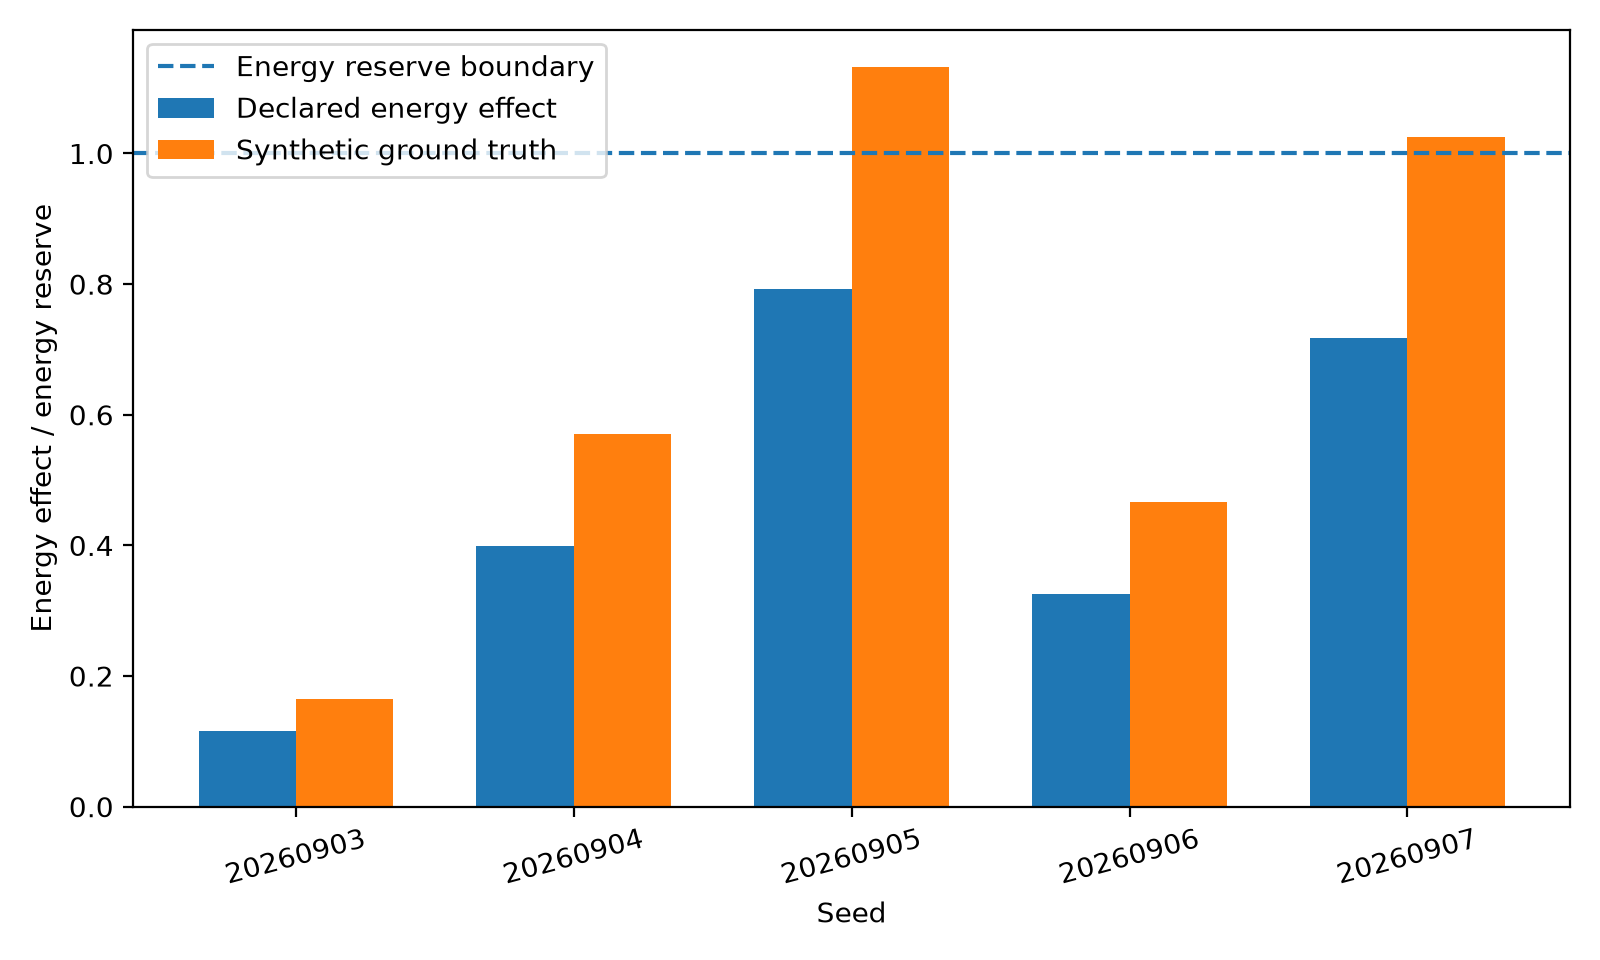 Energy reserve boundary
Declared energy effect
Synthetic ground truth
Energy effect / energy reserve
1.0
0.8
0.6
0.4
0.2
0.0
20260903
20260904
20260905
20260906
20260907
Seed